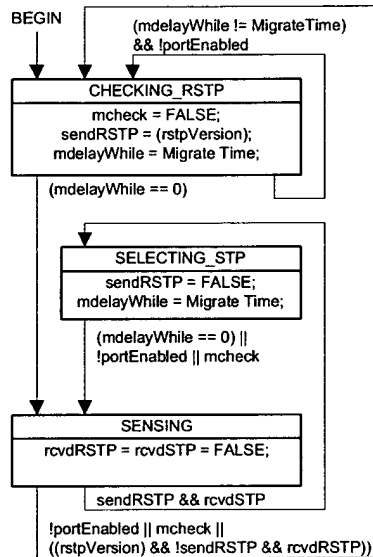 BEGIN
(mdelayWhile != MigrateTime)
&& !portEnabled
CHECKING_RSTP
mcheck = FALSE;
sendRSTP = (rstpVersion);
mdelayWhile = Migrate Time;
(mdelayWhile == 0)
SELECTING_STP
sendRSTP = FALSE;
mdelayWhile = Migrate Time;
(mdelayWhile == 0) ||
!portEnabled || mcheck
SENSING
rcvdRSTP = rcvdSTP = FALSE;
sendRSTP && rcvdSTP
!portEnabled || mcheck ||
((rstpVersion) && !sendRSTP && rcvdRSTP))